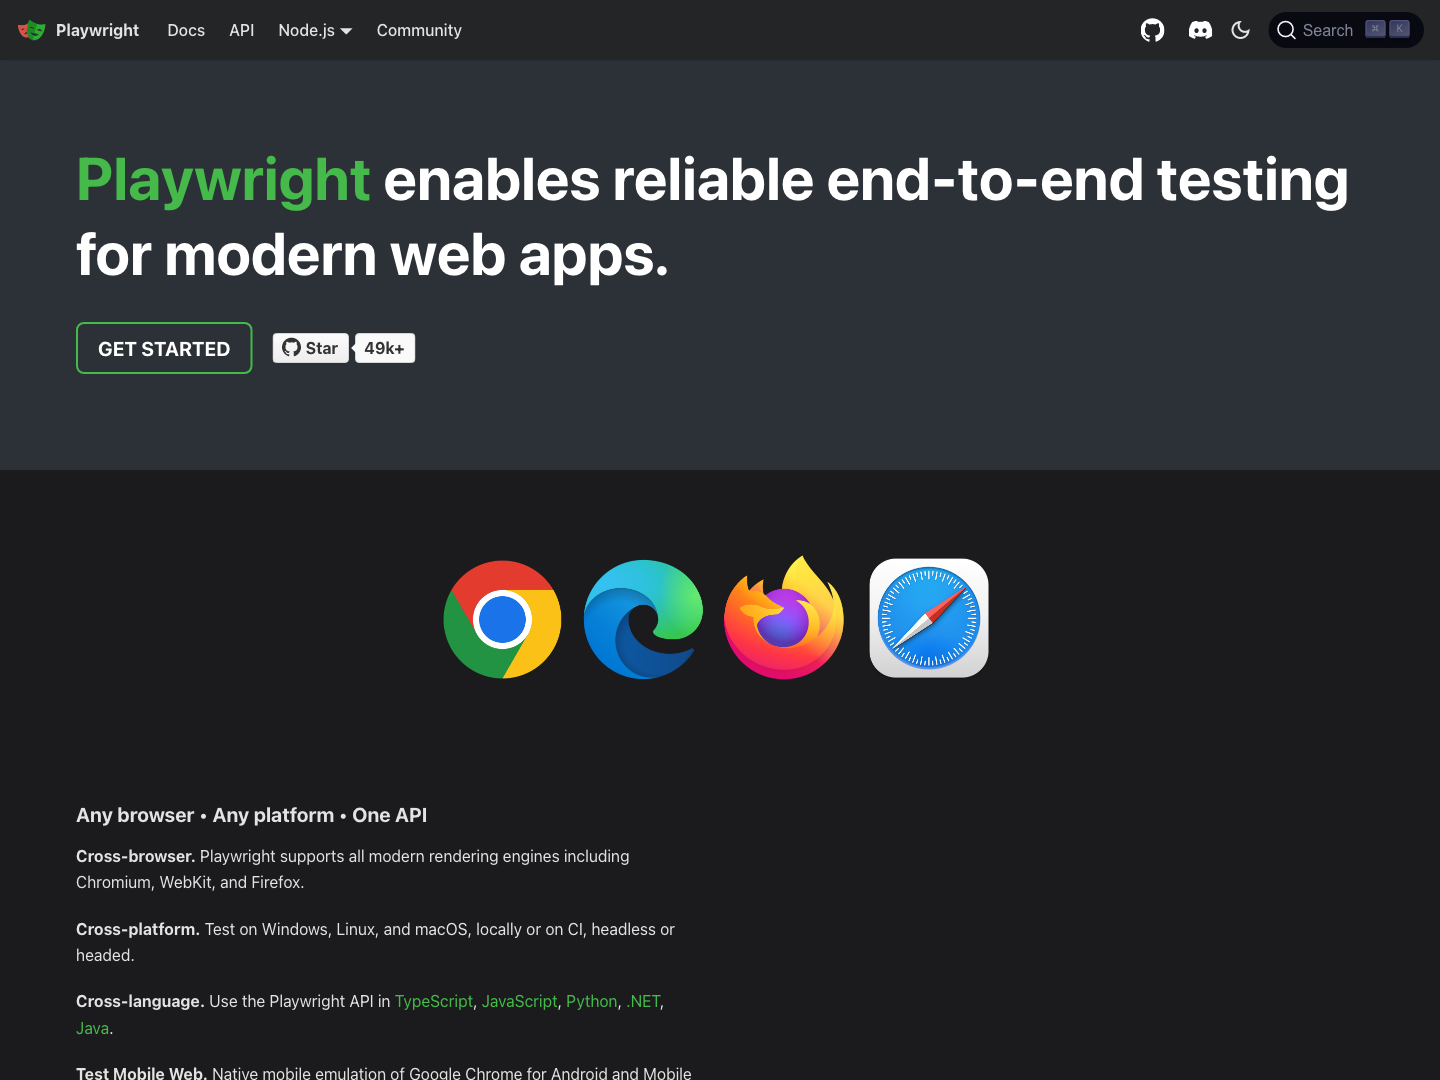 Playwright Docs API Node.js Community Search ⌘ K
Playwright enables reliable end-to-end testing
for modern web apps.
GET STARTED Star 49k+
Any browser • Any platform • One API
Cross-browser. Playwright supports all modern rendering engines including
Chromium, WebKit, and Firefox.
Cross-platform. Test on Windows, Linux, and macOS, locally or on CI, headless or
headed.
Cross-language. Use the Playwright API in TypeScript, JavaScript, Python, .NET,
Java.
Test Mobile Web. Native mobile emulation of Google Chrome for Android and Mobile